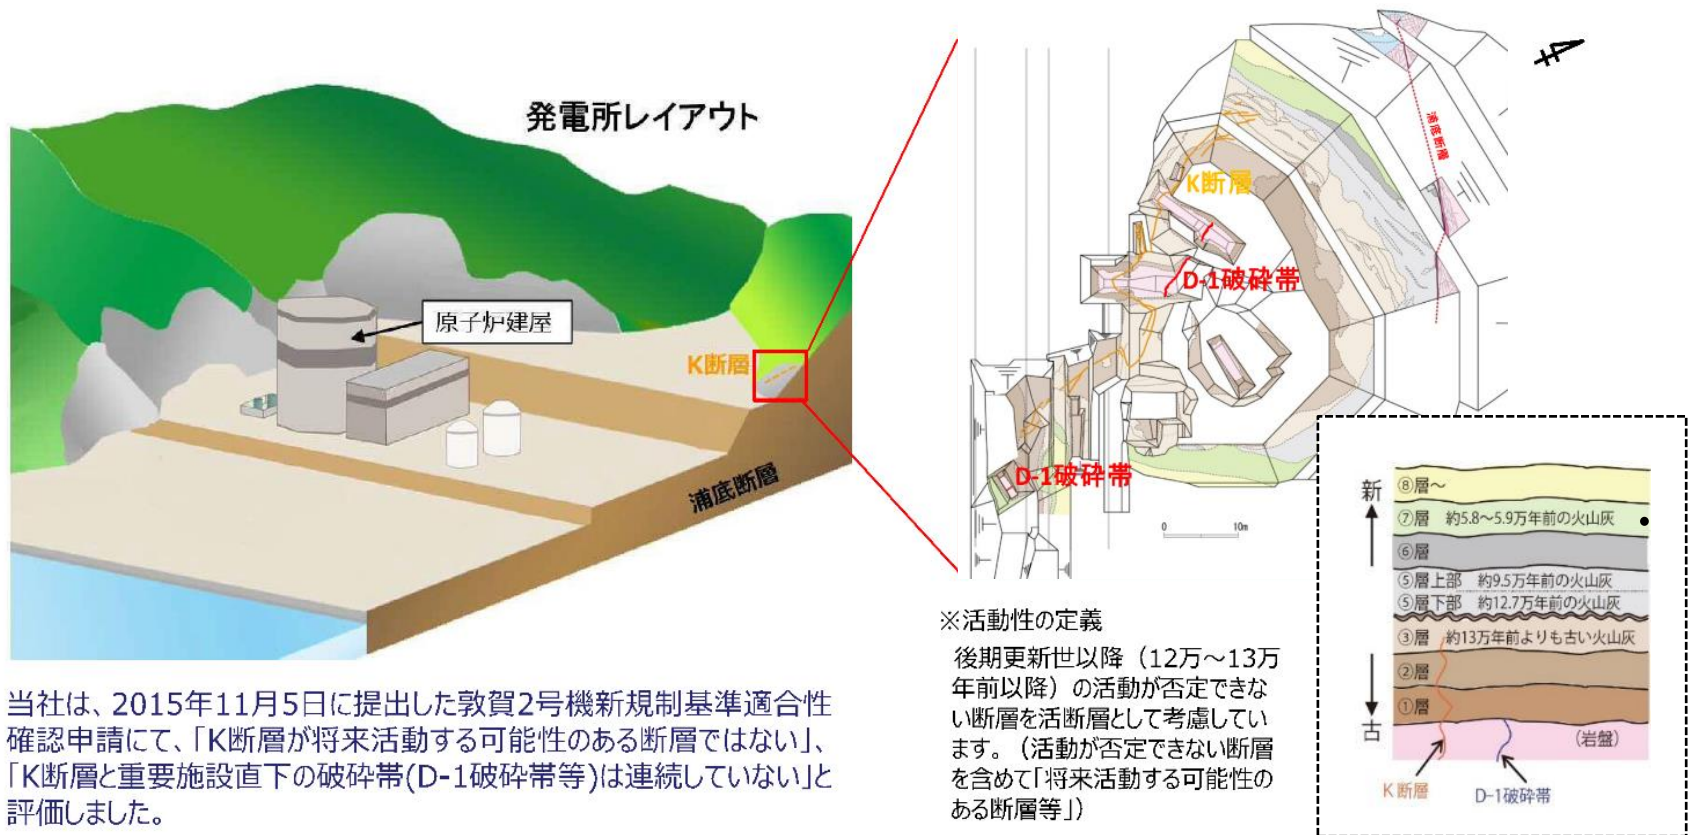 発電所レイアウト
原子炉建屋
K断層
浦底断層
当社は、2015年11月5日に提出した敦賀2号機新規制基準適合性
確認申請にて、「K断層が将来活動する可能性のある断層ではない」、
「K断層と重要施設直下の破砕帯(D-1破砕帯等)は連続していない」と
評価しました。
浦底断層
K断層
D-1破砕帯
D-1破砕帯
0 10m
※活動性の定義
後期更新世以降（12万～13万
年前以降）の活動が否定できな
い断層を活断層として考慮してい
ます。（活動が否定できない断層
を含めて「将来活動する可能性の
ある断層等」）
新
古
⑧層～
⑦層 約5.8～5.9万年前の火山灰
⑥層
⑤層上部 約9.5万年前の火山灰
⑤層下部 約12.7万年前の火山灰
③層 約13万年前よりも古い火山灰
②層
①層
(岩盤)
K断層
D-1破砕帯